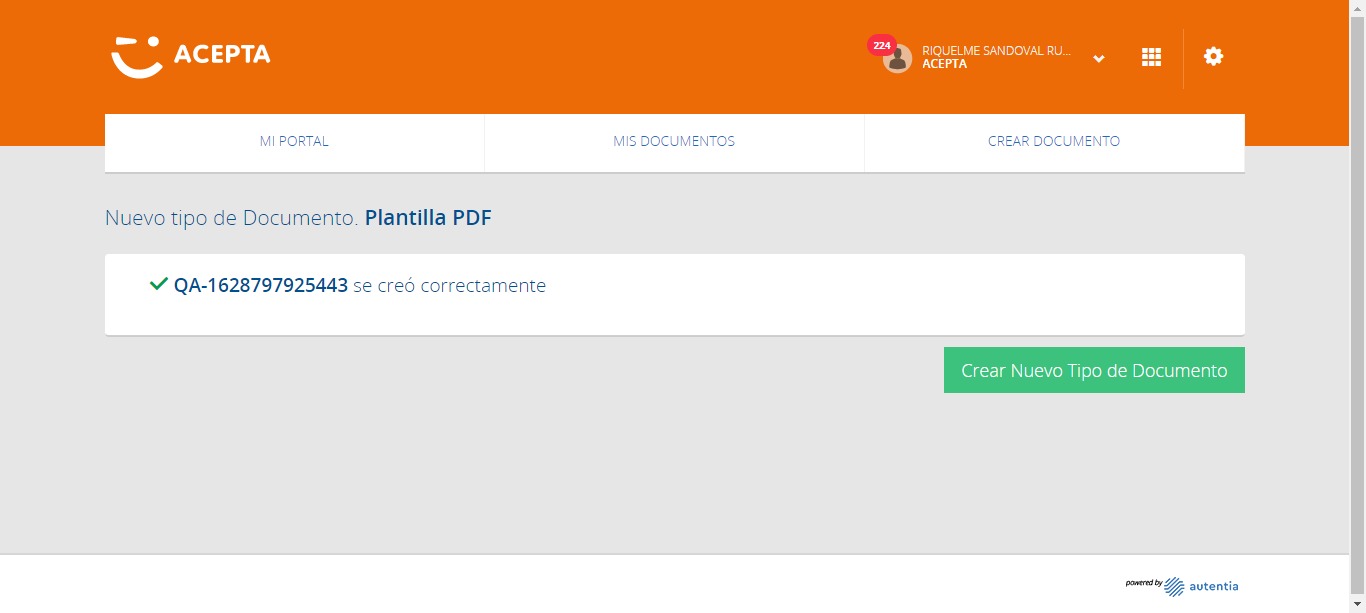 ACEPTA
224
RIQUELME SANDOVAL RU...
ACEPTA
MI PORTAL
MIS DOCUMENTOS
CREAR DOCUMENTO
Nuevo tipo de Documento. Plantilla PDF
QA-1628797925443 se creó correctamente
Crear Nuevo Tipo de Documento
powered by autentia